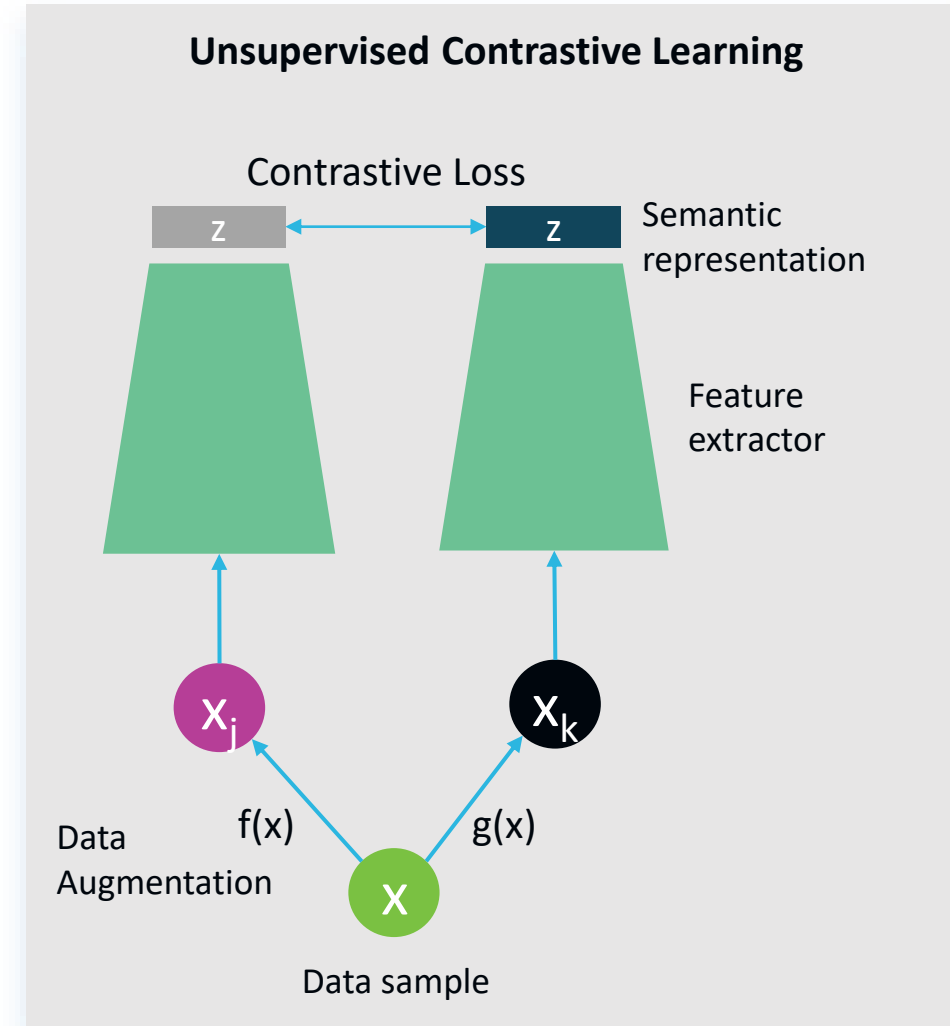 Unsupervised Contrastive Learning
Contrastive Loss
z
z
Semantic
representation
Feature
extractor
xj
xk
f(x)
g(x)
Data
Augmentation
x
Data sample